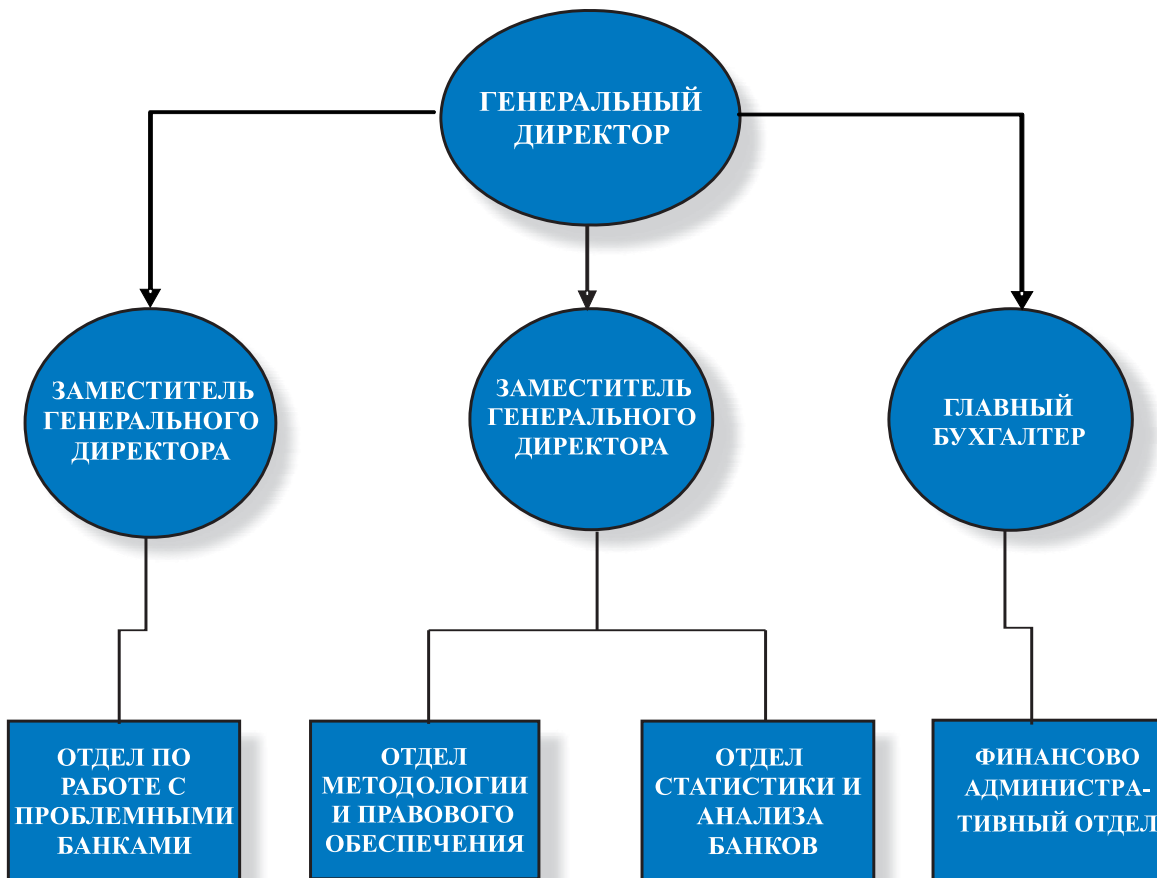 ГЕНЕРАЛЬНЫЙ
ДИРЕКТОР
ЗАМЕСТИТЕЛЬ
ГЕНЕРАЛЬНОГО
ДИРЕКТОРА
ЗАМЕСТИТЕЛЬ
ГЕНЕРАЛЬНОГО
ДИРЕКТОРА
ГЛАВНЫЙ
БУХГАЛТЕР
ОТДЕЛ ПО
РАБОТЕ С
ПРОБЛЕМНЫМИ
БАНКАМИ
ОТДЕЛ
МЕТОДОЛОГИИ
И ПРАВОВОГО
ОБЕСПЕЧЕНИЯ
ОТДЕЛ
СТАТИСТИКИ И
АНАЛИЗА
БАНКОВ
ФИНАНСОВО
АДМИНИСТРА-
ТИВНЫЙ ОТДЕЛ